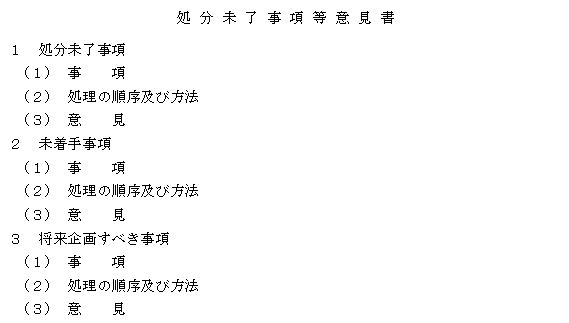 処分未了事項等意見書
１　処分未了事項
（１）　事　　項
（２）　処理の順序及び方法
（３）　意　　見
２　未着手事項
（１）　事　　項
（２）　処理の順序及び方法
（３）　意　　見
３　将来企画すべき事項
（１）　事　　項
（２）　処理の順序及び方法
（３）　意　　見